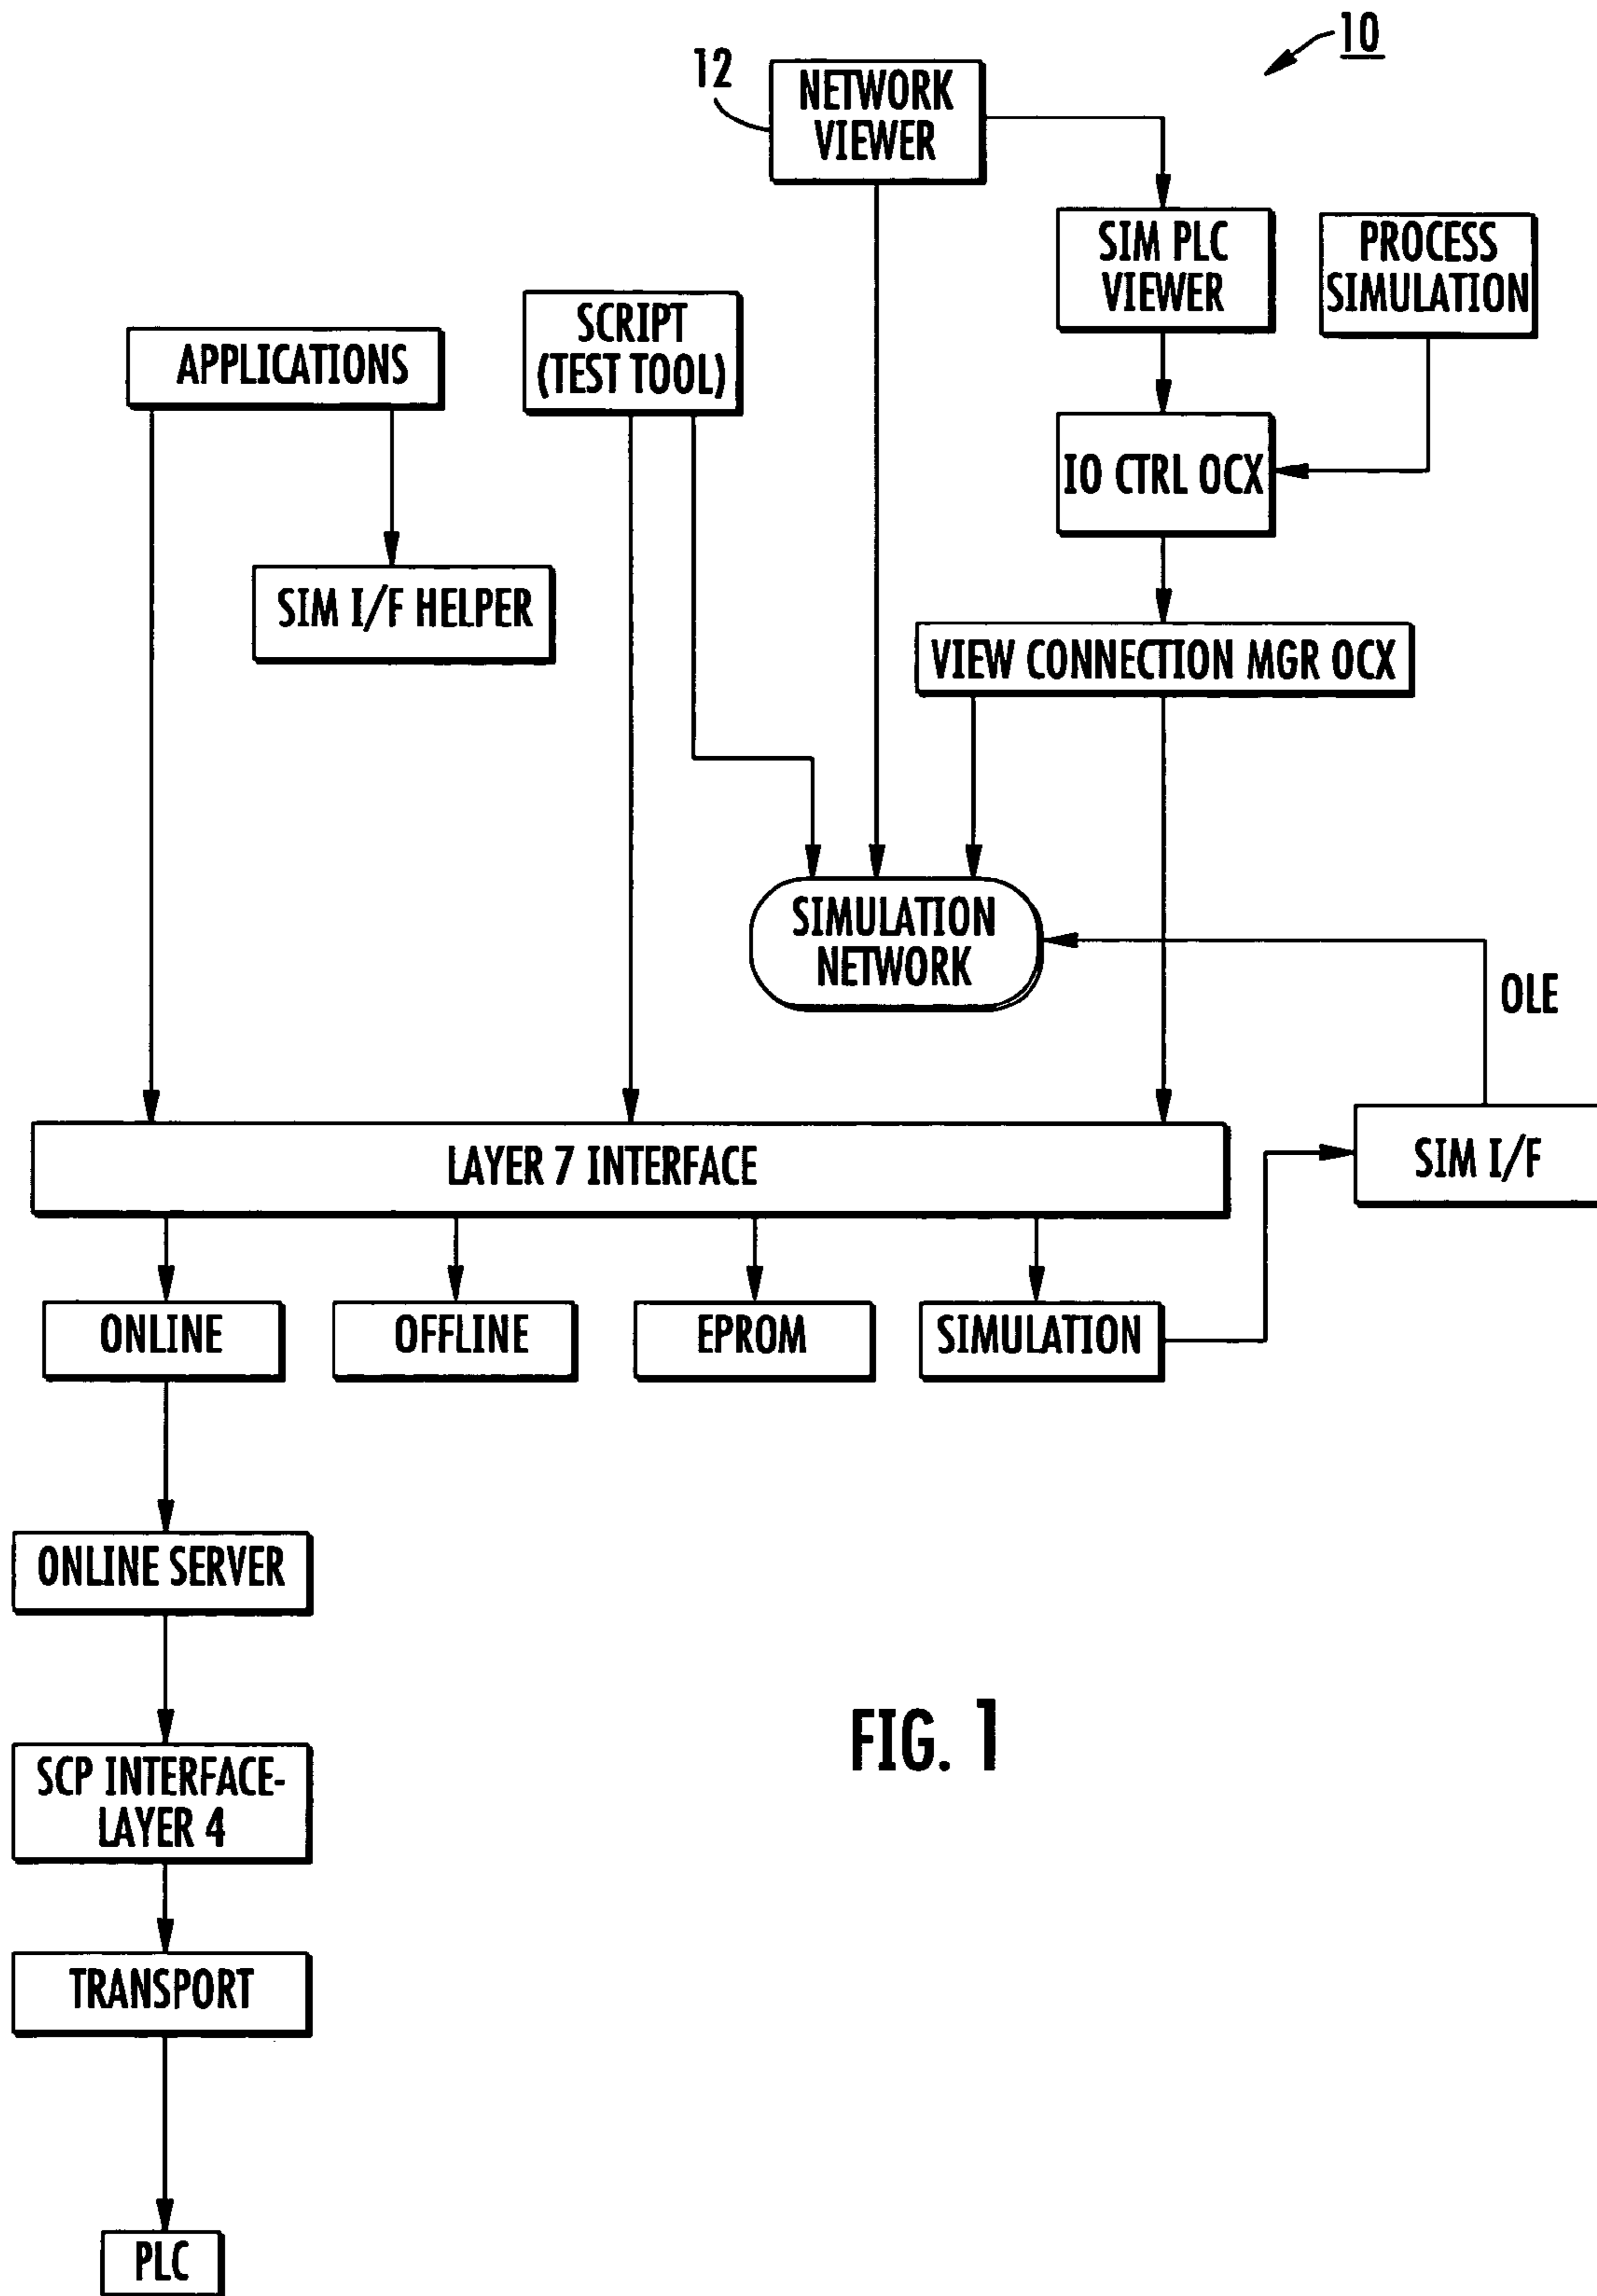 10
12
NETWORK
VIEWER
SIM PLC
VIEWER
PROCESS
SIMULATION
SCRIPT
(TEST TOOL)
APPLICATIONS
IO CTRL OCX
SIM I/F HELPER
VIEW CONNECTION MGR OCX
SIMULATION
NETWORK
OLE
LAYER 7 INTERFACE
SIM I/F
ONLINE
OFFLINE
EPROM
SIMULATION
ONLINE SERVER
SCP INTERFACE-
LAYER 4
FIG. 1
TRANSPORT
PLC